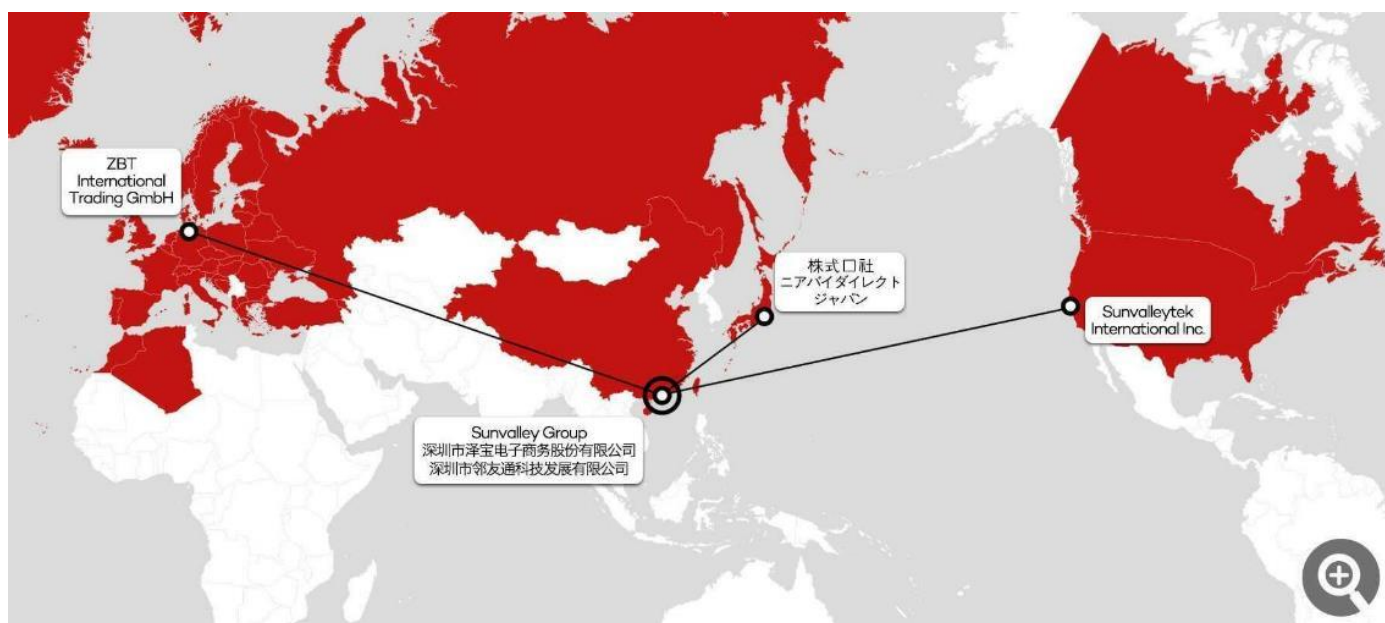 ZBT
International
Trading GmbH
株式口社
ニアバイダイレクト
ジャパン
Sunvalleytek
International Inc.
Sunvalley Group
深圳市泽宝电子商务股份有限公司
深圳市邻友通科技发展有限公司